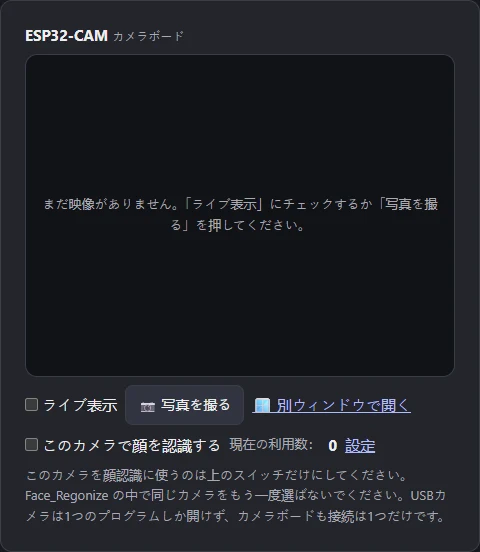 ESP32-CAM カメラボード
まだ映像がありません。「ライブ表示」にチェックするか「写真を撮
る」を押してください。
ライブ表示 写真を撮る 別ウィンドウで開く
このカメラで顔を認識する 現在の利用数: 0 設定
このカメラを顔認識に使うのは上のスイッチだけにしてください。
Face_Regonize の中で同じカメラをもう一度選ばないでください。USBカ
メラは1つのプログラムしか開けず、カメラボードも接続は1つだけです。